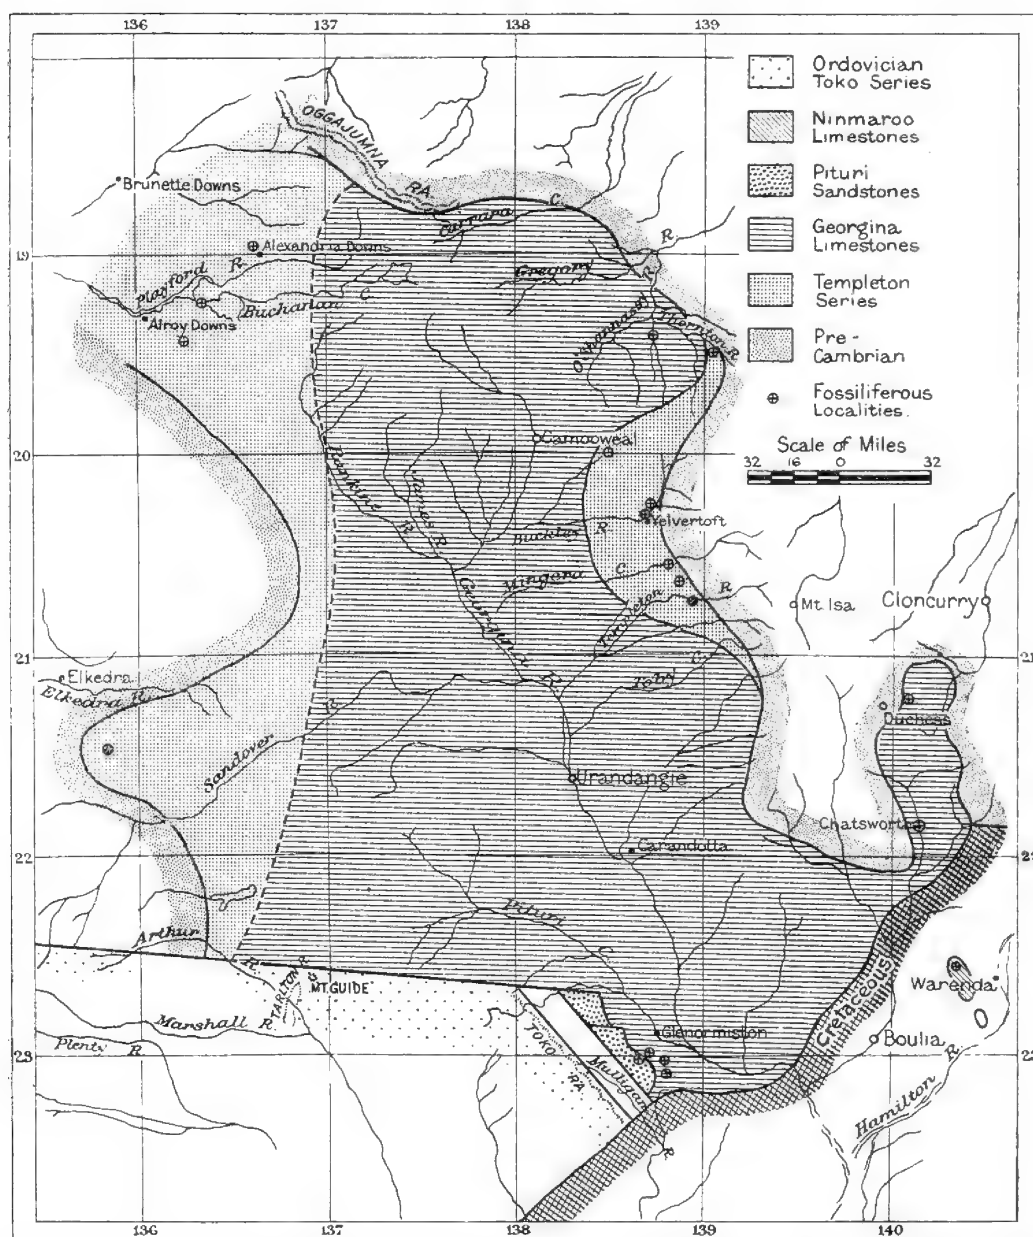 136 137 138 139
Ordovician
Toko Series
Ninmaroo
Limestones
Pituri
Sandstones
Georgina
Limestones
Templeton
Series
Pre-
Cambrian
Fossiliferous
Localities.
Scale of Miles
32 16 0 32
OGGAJUMNA
RA
Brunette Downs
Carrara C.
Alexandria Downs
19
Gregory R.
Playford R.
Buchanan C.
Alroy Downs
O'Shannassy R.
Thornton R.
Camooweal
20
Rankine R.
James R.
Yelvertoft
Buckley R.
Mingera C.
Templeton R.
Georgina R.
Mt. Isa
Cloncurry
21
Elkedra
Elkedra R.
Toby C.
Duchess
Sandover R.
Urandangie
Chatsworth
22
Carandotta
Pituri C.
Arthur R.
TARLTON R.
MT. GUIDE
Cretaceous
Warenda
Marshall R.
Glenormiston
Plenty R.
TOKO RA
Mulligan R.
Boulia
23
Hamilton R.
136 137 138 139 140